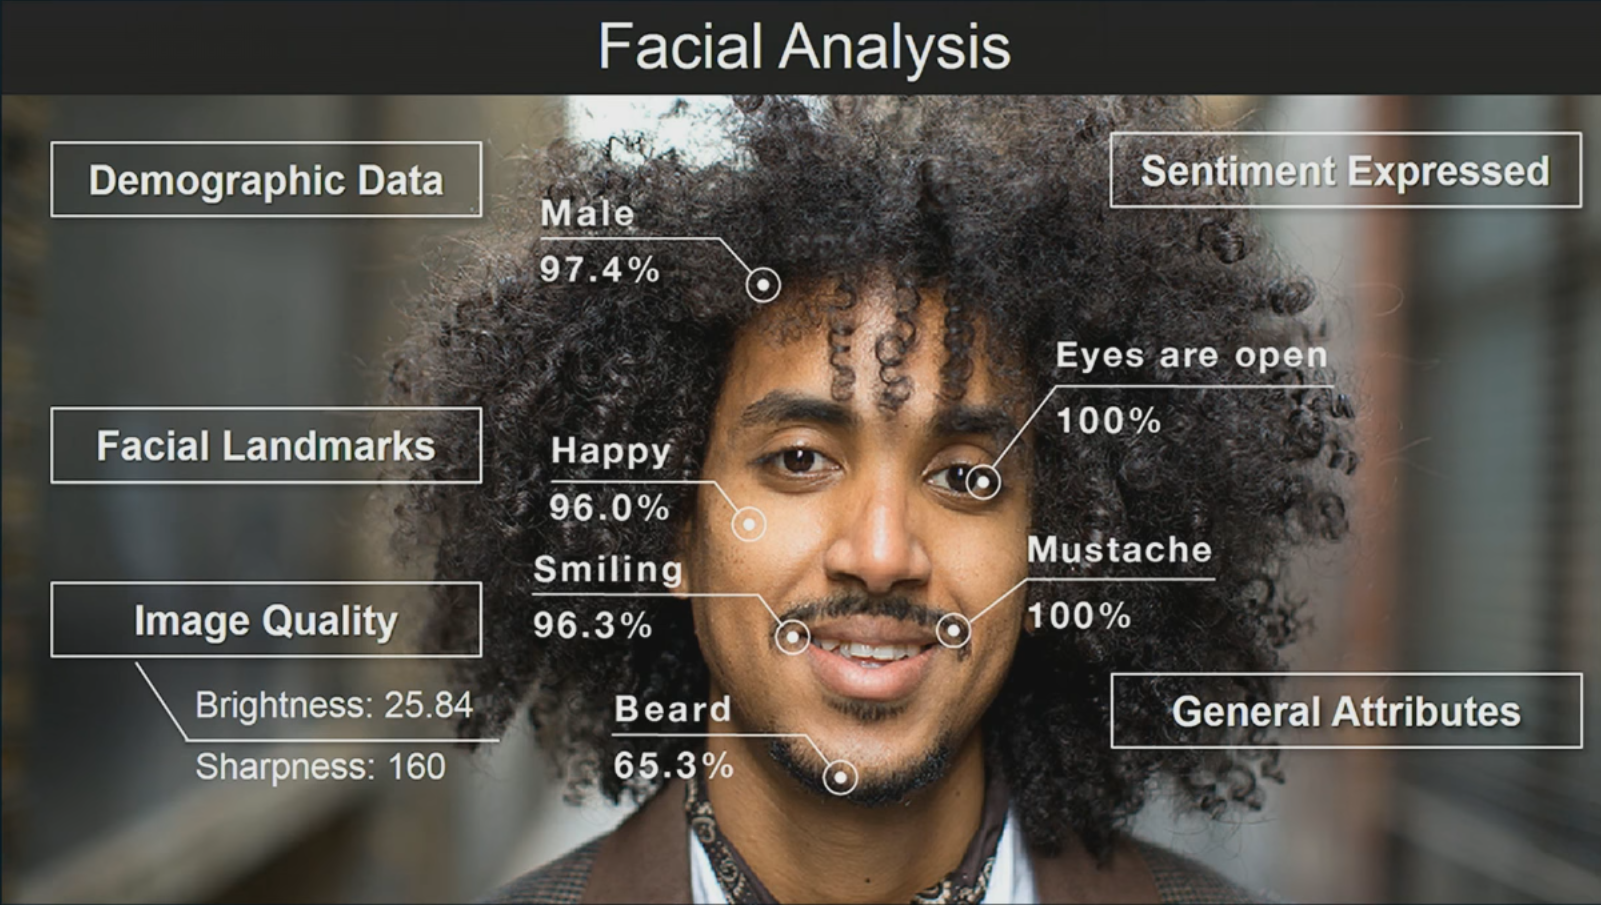 Facial Analysis
Demographic Data
Sentiment Expressed
Male
97.4%
Eyes are open
100%
Facial Landmarks
Happy
96.0%
Mustache
100%
Smiling
96.3%
Image Quality
Brightness: 25.84
Sharpness: 160
Beard
65.3%
General Attributes